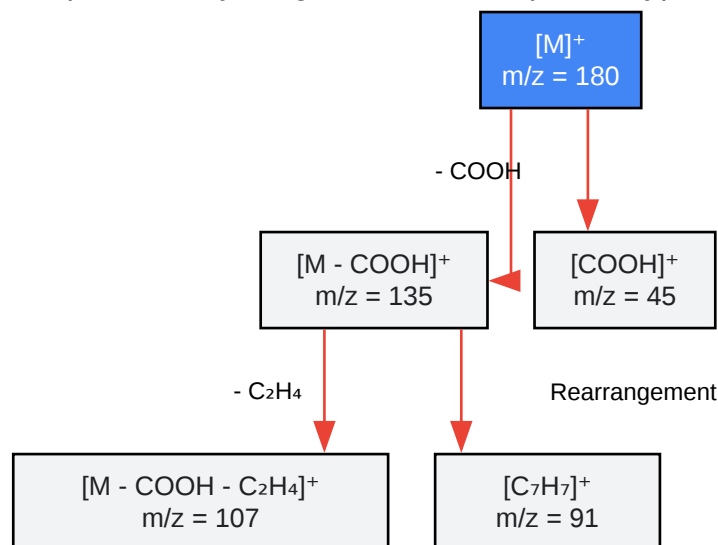 [M]⁺
m/z = 180
- COOH
[M - COOH]⁺
m/z = 135
[COOH]⁺
m/z = 45
- C₂H₄
Rearrangement
[M - COOH - C₂H₄]⁺
m/z = 107
[C₇H₇]⁺
m/z = 91